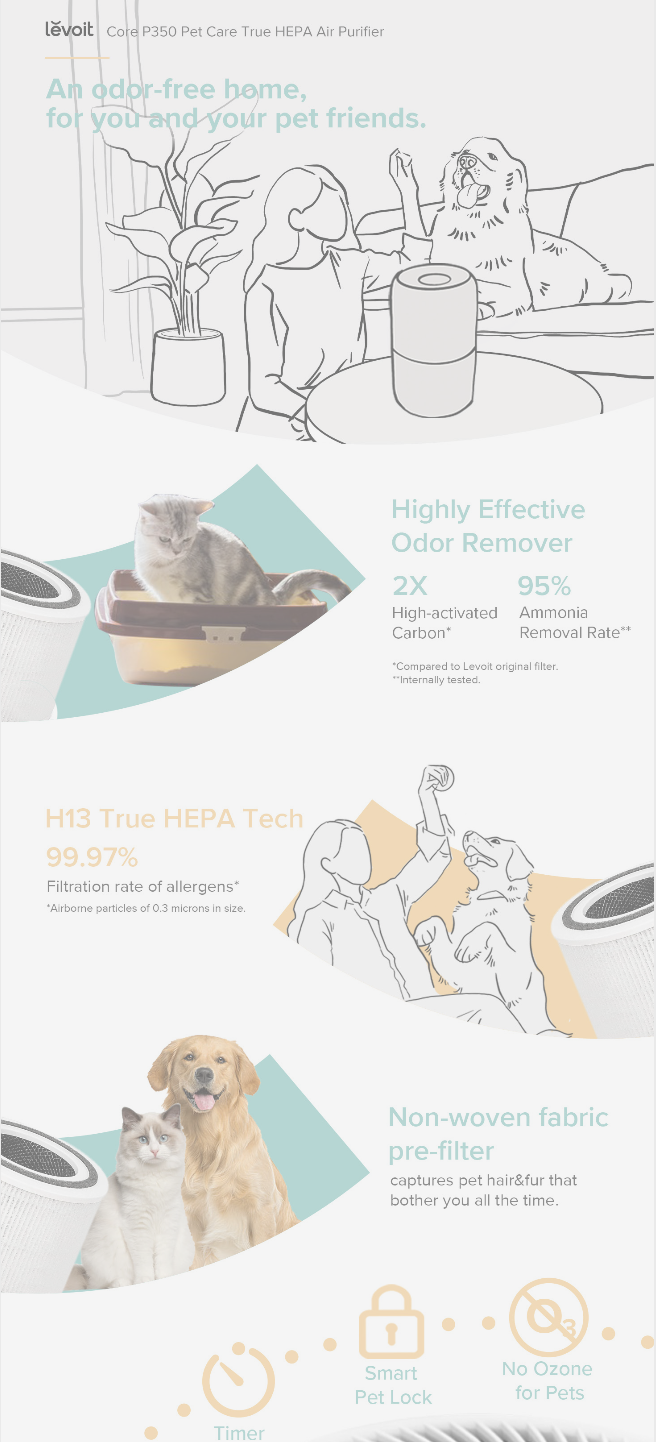 levoit Core P350 Pet Care True HEPA Air Purifier
An odor-free home,
for you and your pet friends.
Highly Effective
Odor Remover
2X 95%
High-activated Ammonia
Carbon* Removal Rate**
*Compared to Levoit original filter.
**Internally tested.
H13 True HEPA Tech
99.97%
Filtration rate of allergens*
*Airborne particles of 0.3 microns in size.
Non-woven fabric
pre-filter
captures pet hair&fur that
bother you all the time.
O3
Smart
Pet Lock
No Ozone
for Pets
Timer